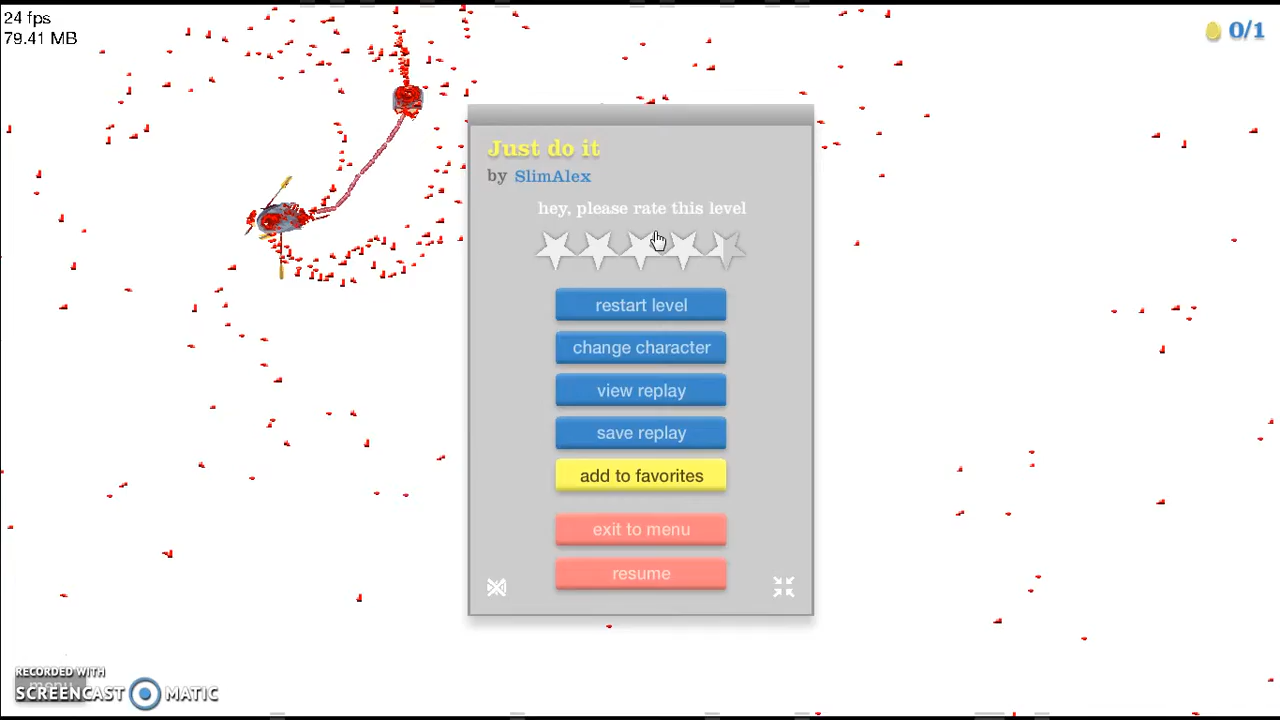 24 fps
79.41 MB
0/1
Just do it
by SlimAlex
hey, please rate this level
restart level
change character
view replay
save replay
add to favorites
exit to menu
resume
RECORDED WITH
menu
SCREENCAST MATIC